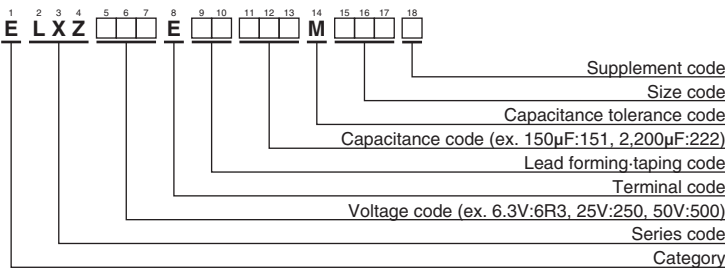 1 2 3 4 5 6 7 8 9 10 11 12 13 14 15 16 17 18
E L X Z □□□ E □□ □□□ M □□□ □
Supplement code
Size code
Capacitance tolerance code
Capacitance code (ex. 150µF:151, 2,200µF:222)
Lead forming·taping code
Terminal code
Voltage code (ex. 6.3V:6R3, 25V:250, 50V:500)
Series code
Category